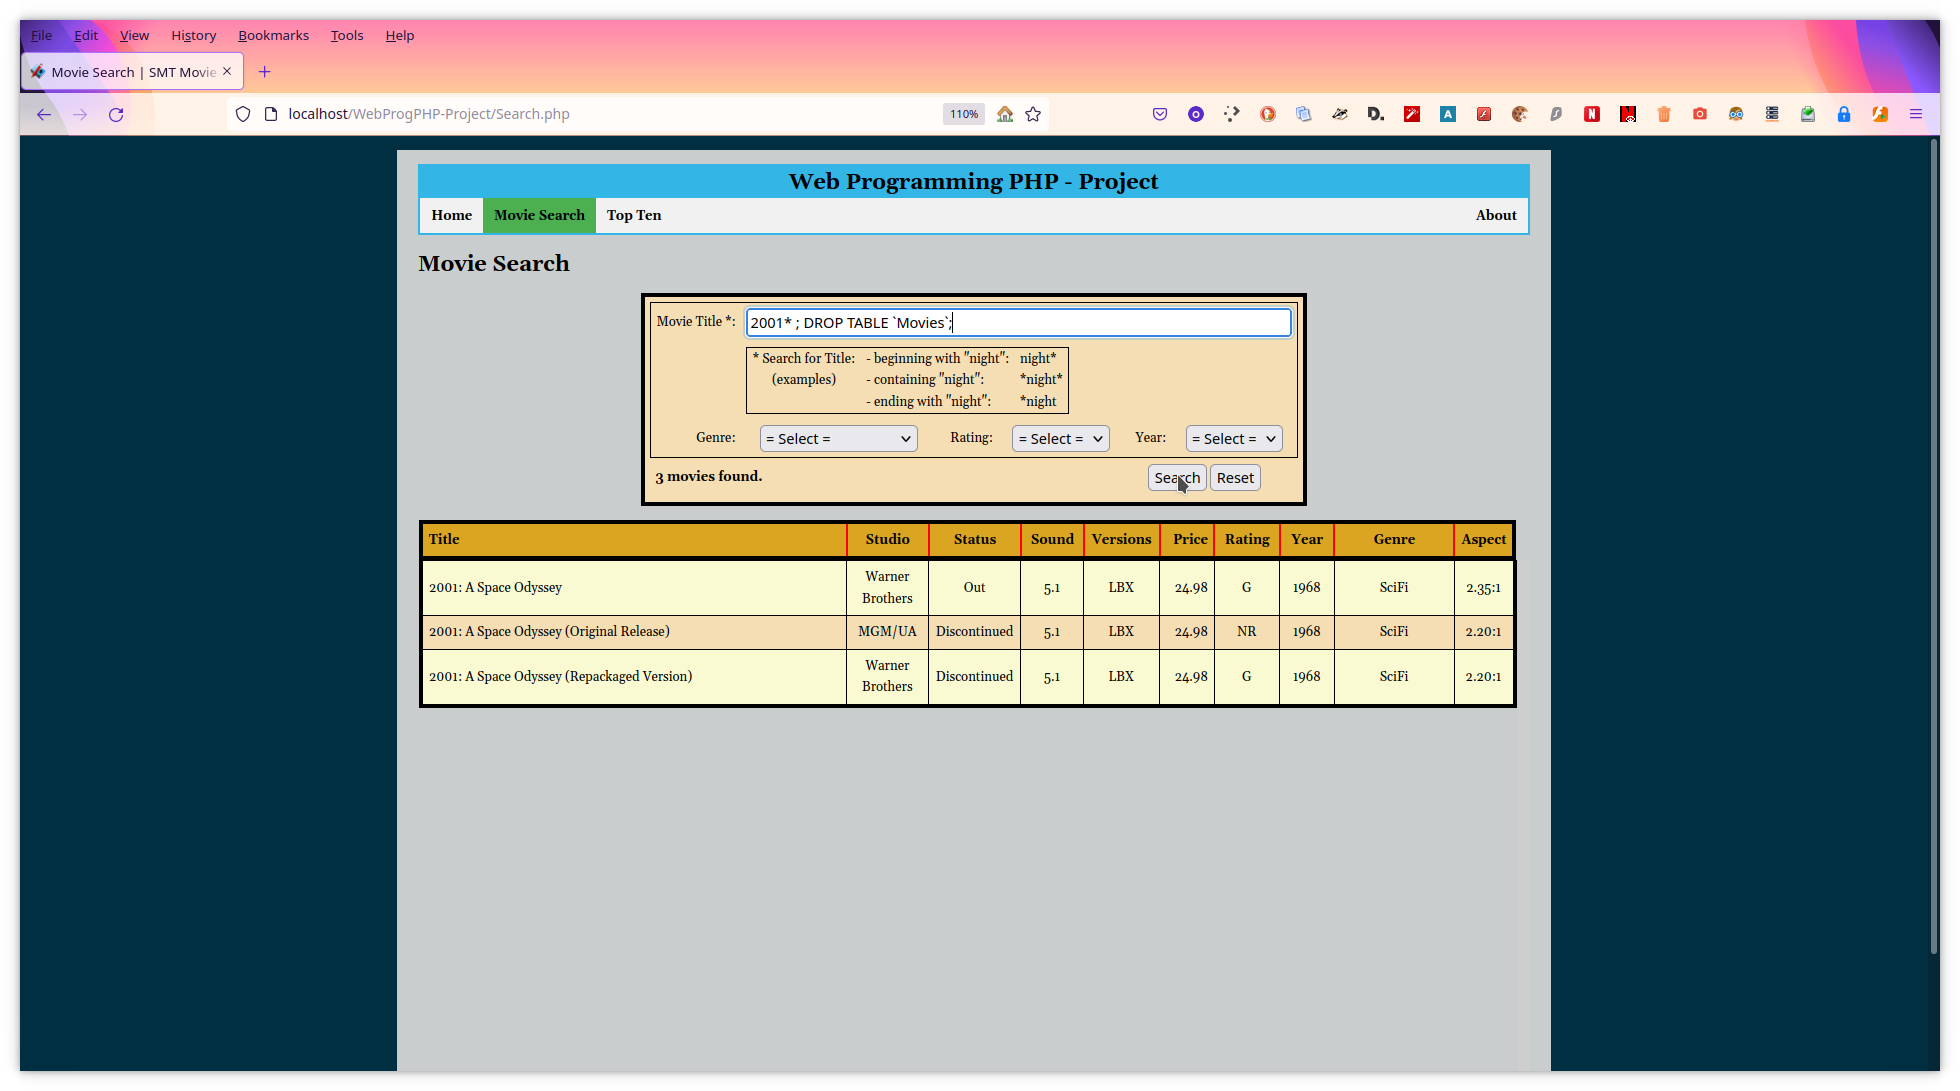 File Edit View History Bookmarks Tools Help
Movie Search | SMT Movie
localhost/WebProgPHP-Project/Search.php 110%
Web Programming PHP - Project
Home Movie Search Top Ten About
Movie Search
Movie Title *: 2001* ; DROP TABLE `Movies`;
* Search for Title: - beginning with "night": night*
(examples) - containing "night": *night*
- ending with "night": *night
Genre: = Select = Rating: = Select = Year: = Select =
3 movies found. Search Reset
Title Studio Status Sound Versions Price Rating Year Genre Aspect
2001: A Space Odyssey Warner Brothers Out 5.1 LBX 24.98 G 1968 SciFi 2.35:1
2001: A Space Odyssey (Original Release) MGM/UA Discontinued 5.1 LBX 24.98 NR 1968 SciFi 2.20:1
2001: A Space Odyssey (Repackaged Version) Warner Brothers Discontinued 5.1 LBX 24.98 G 1968 SciFi 2.20:1